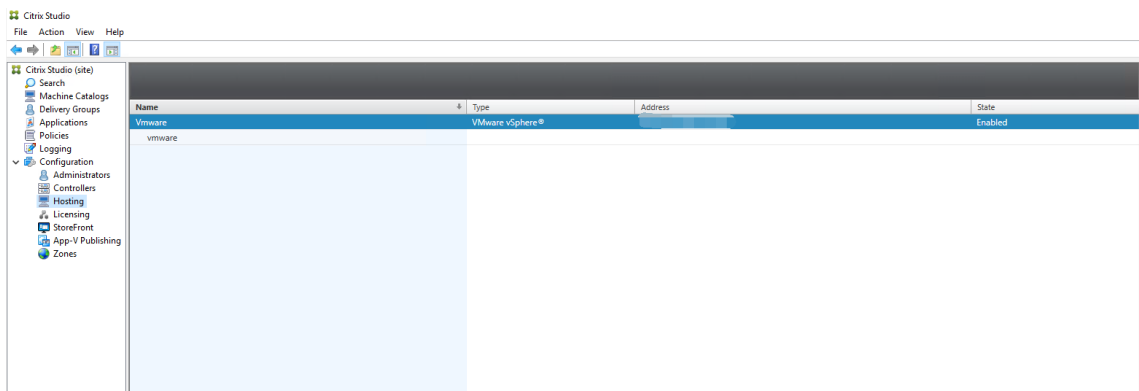 Citrix Studio
File Action View Help
Citrix Studio (site)
Search
Machine Catalogs
Delivery Groups
Applications
Policies
Logging
Configuration
Administrators
Controllers
Hosting
Licensing
StoreFront
App-V Publishing
Zones
Name Type Address State
Vmware VMware vSphere® Enabled
vmware